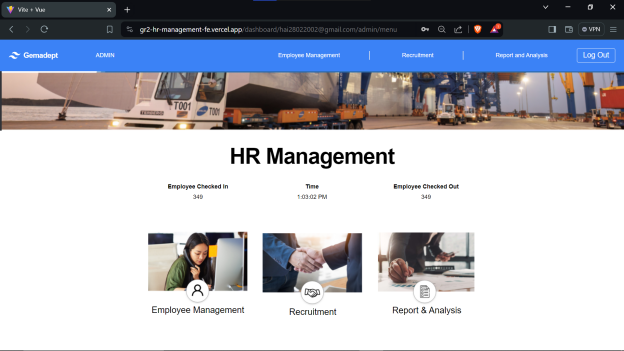 Vite + Vue
gr2-hr-management-fe.vercel.app/dashboard/hai28022002@gmail.com/admin/menu
VPN
Gemadept
ADMIN
Employee Management
Recruitment
Report and Analysis
Log Out
T001
T001
HR Management
Employee Checked In
Time
Employee Checked Out
349
1:03:02 PM
349
Employee Management
Recruitment
Report & Analysis